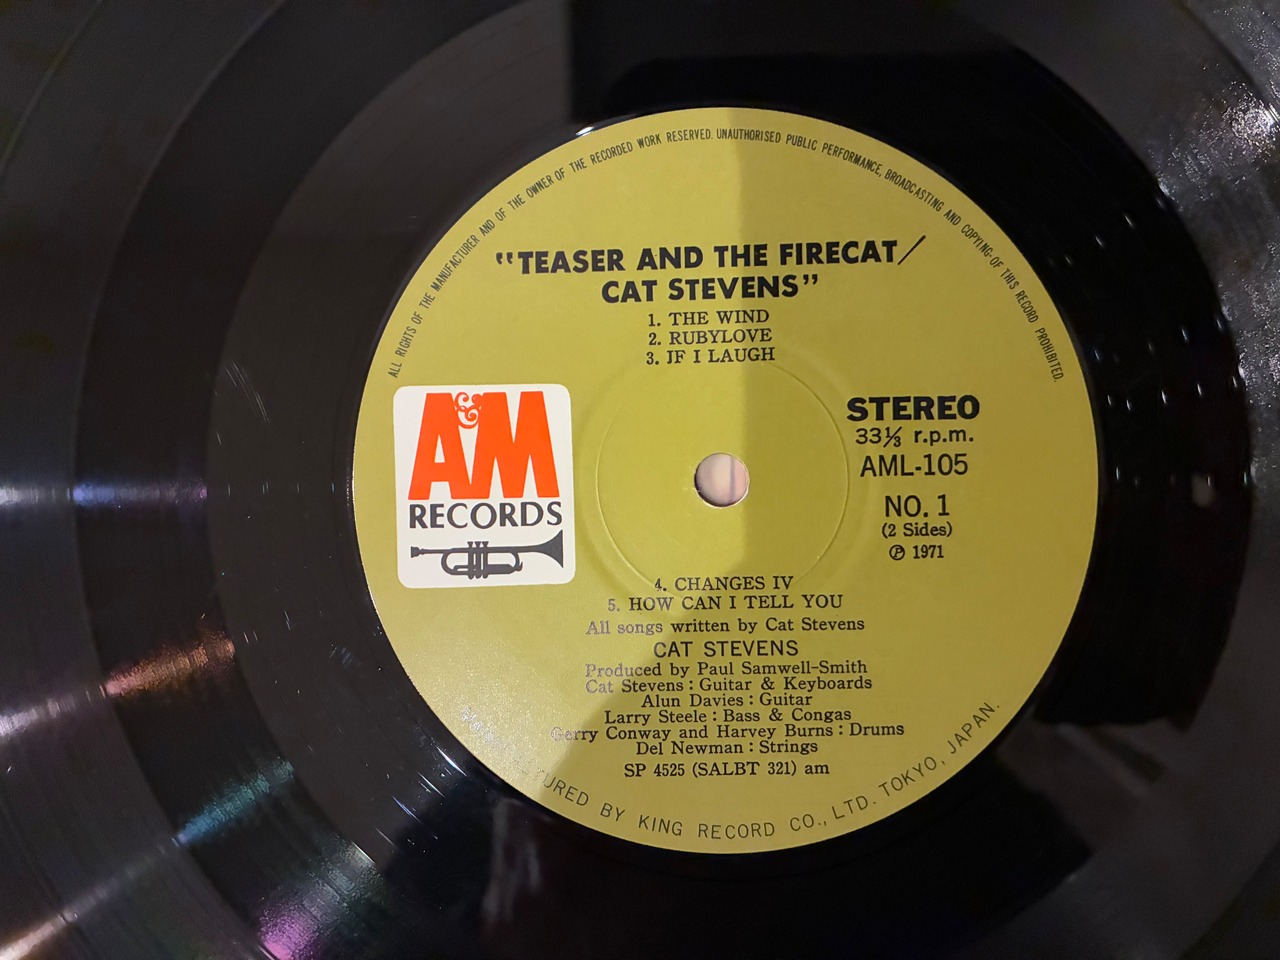 ALL RIGHTS OF THE MANUFACTURER AND OF THE OWNER OF THE RECORDED WORK RESERVED. UNAUTHORISED PUBLIC PERFORMANCE, BROADCASTING AND COPYING OF THIS RECORD PROHIBITED.
“TEASER AND THE FIRECAT/
CAT STEVENS”
1. THE WIND
2. RUBYLOVE
3. IF I LAUGH
A&M
RECORDS
STEREO
33⅓ r.p.m.
AML-105
NO. 1
(2 Sides)
℗ 1971
4. CHANGES IV
5. HOW CAN I TELL YOU
All songs written by Cat Stevens
CAT STEVENS
Produced by Paul Samwell-Smith
Cat Stevens : Guitar & Keyboards
Alun Davies : Guitar
Larry Steele : Bass & Congas
Gerry Conway and Harvey Burns : Drums
Del Newman : Strings
SP 4525 (SALBT 321) am
BY KING RECORD CO., LTD. TOKYO, JAPAN.